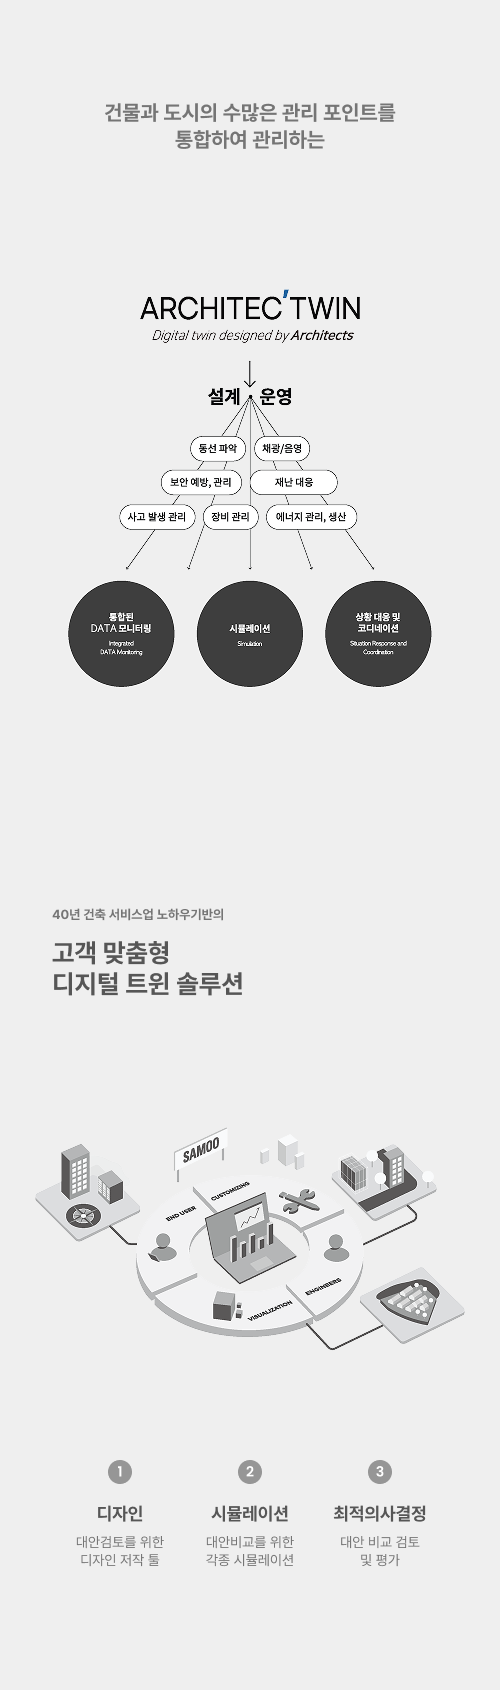 건물과 도시의 수많은 관리 포인트를
통합하여 관리하는
ARCHITEC'TWIN
Digital twin designed by Architects
설계 운영
동선 파악 채광/음영
보안 예방, 관리 재난 대응
사고 발생 관리 장비 관리 에너지 관리, 생산
통합된
DATA 모니터링
Integrated
DATA Monitoring
시뮬레이션
Simulation
상황 대응 및
코디네이션
Situation Response and
Coordination
40년 건축 서비스업 노하우기반의
고객 맞춤형
디지털 트윈 솔루션
SAMOO
END USER
CUSTOMIZING
ENGINEERS
VISUALIZATION
1
디자인
대안검토를 위한
디자인 저작 툴
2
시뮬레이션
대안비교를 위한
각종 시뮬레이션
3
최적의사결정
대안 비교 검토
및 평가